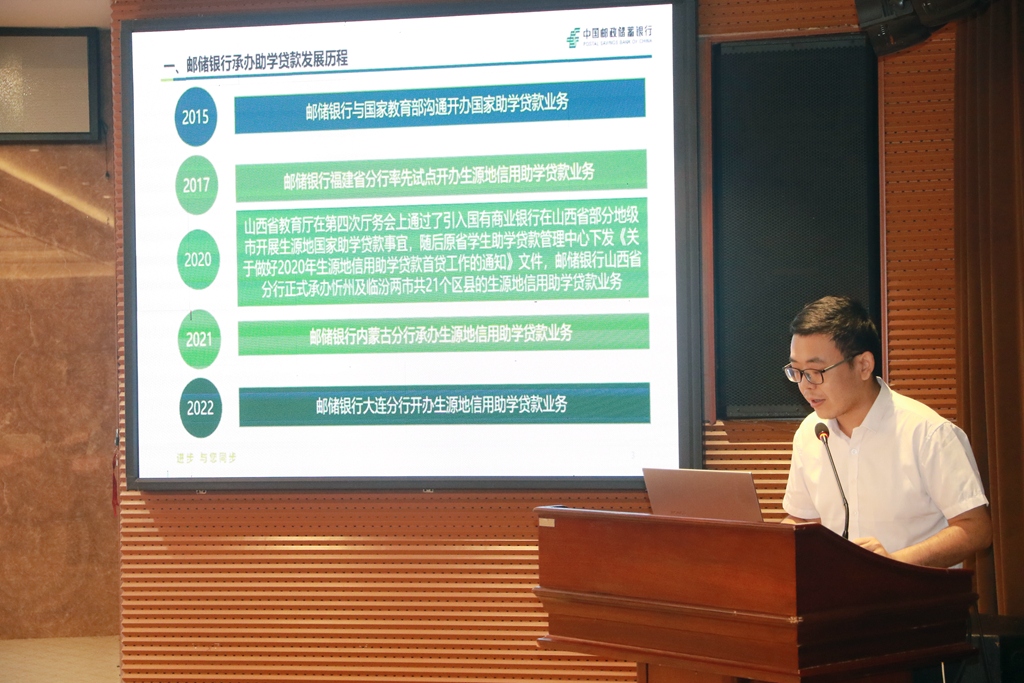 中国邮政储蓄银行
POSTAL SAVINGS BANK OF CHINA
一、邮储银行承办助学贷款发展历程
2015
邮储银行与国家教育部沟通开办国家助学贷款业务
2017
邮储银行福建省分行率先试点开办生源地信用助学贷款业务
2020
山西省教育厅在第四次厅务会上通过了引入国有商业银行在山西省部分地级
市开展生源地国家助学贷款事宜，随后原省学生助学贷款管理中心下发《关
于做好2020年生源地信用助学贷款首贷工作的通知》文件，邮储银行山西省
分行正式承办忻州及临汾两市共21个区县的生源地信用助学贷款业务
2021
邮储银行内蒙古分行承办生源地信用助学贷款业务
2022
邮储银行大连分行开办生源地信用助学贷款业务
进步 与您同步